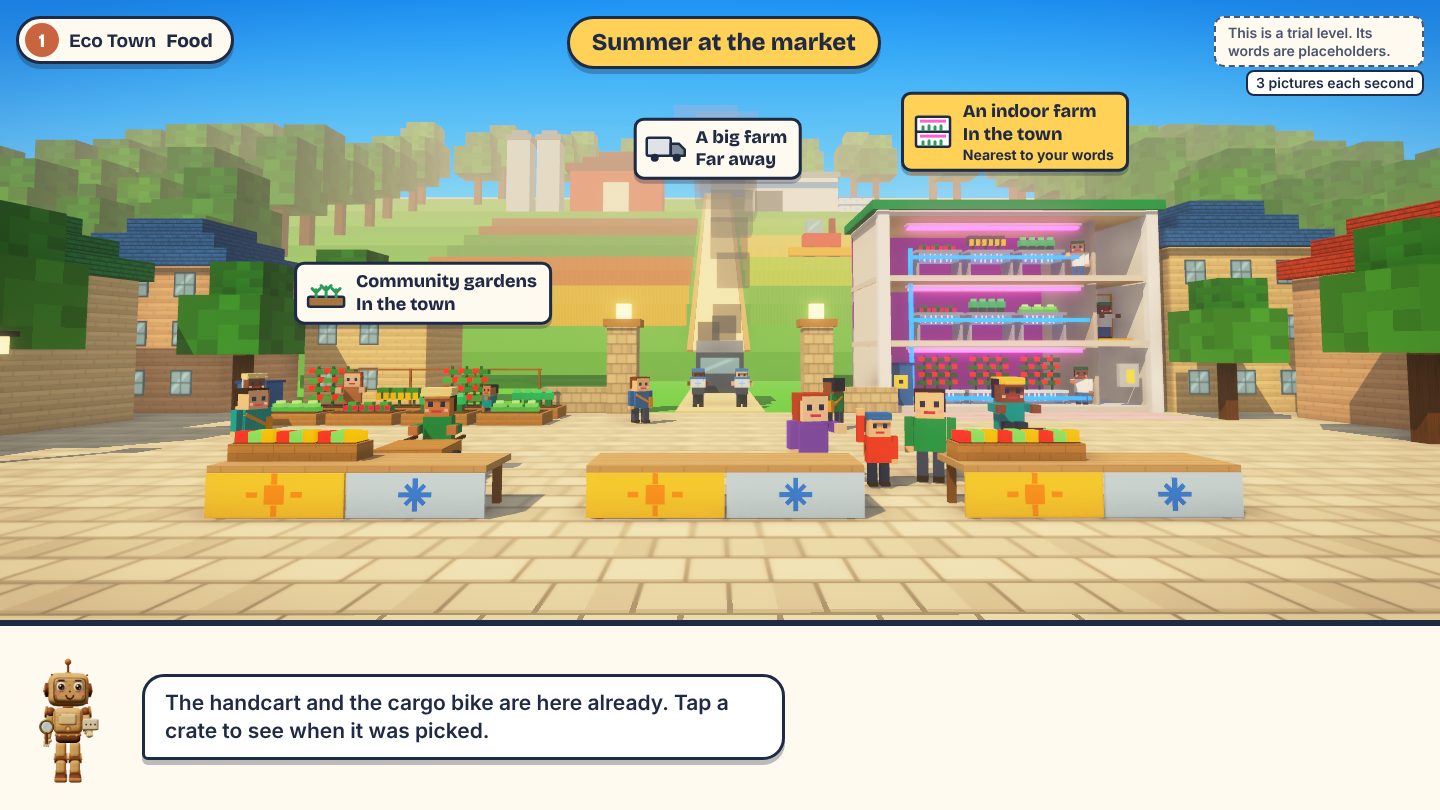 1 Eco Town Food
Summer at the market
This is a trial level. Its
words are placeholders.
3 pictures each second
An indoor farm
In the town
Nearest to your words
A big farm
Far away
Community gardens
In the town
The handcart and the cargo bike are here already. Tap a
crate to see when it was picked.